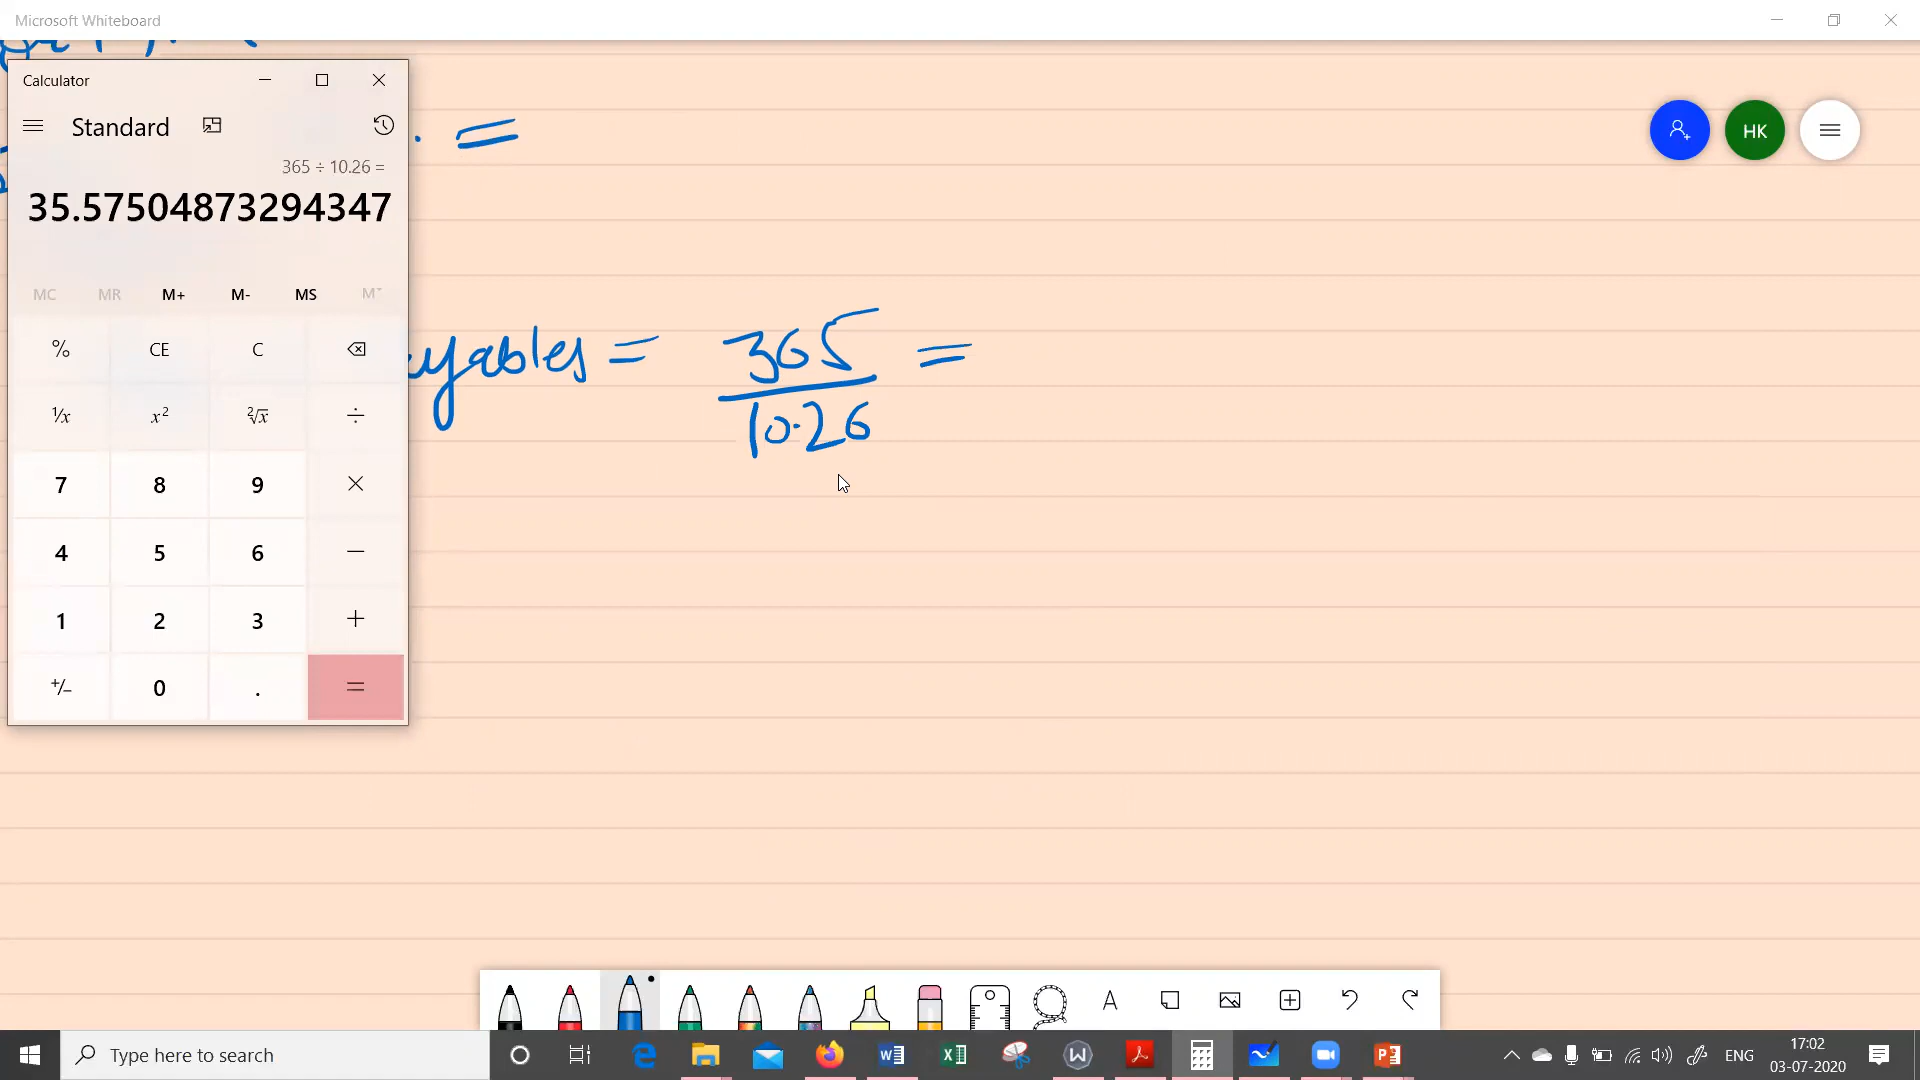 Microsoft Whiteboard
Calculator
Standard
365 ÷ 10.26 =
35.57504873294347
MC MR M+ M- MS M˅
% CE C
¹/x x² ²√x ÷
7 8 9 ×
4 5 6 −
1 2 3 +
+/− 0 . =
=
yables = 365 =
10.26
HK
A
Type here to search
ENG
17:02
03-07-2020